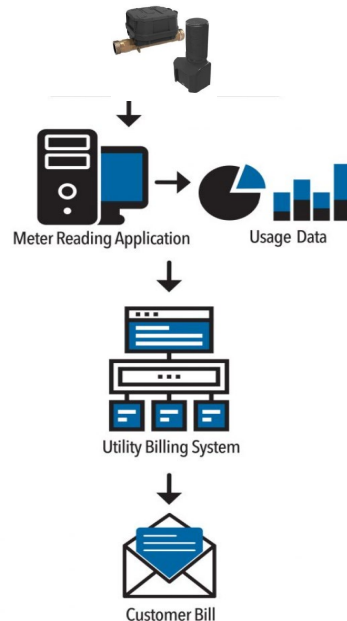 Meter Reading Application
Usage Data
Utility Billing System
Customer Bill